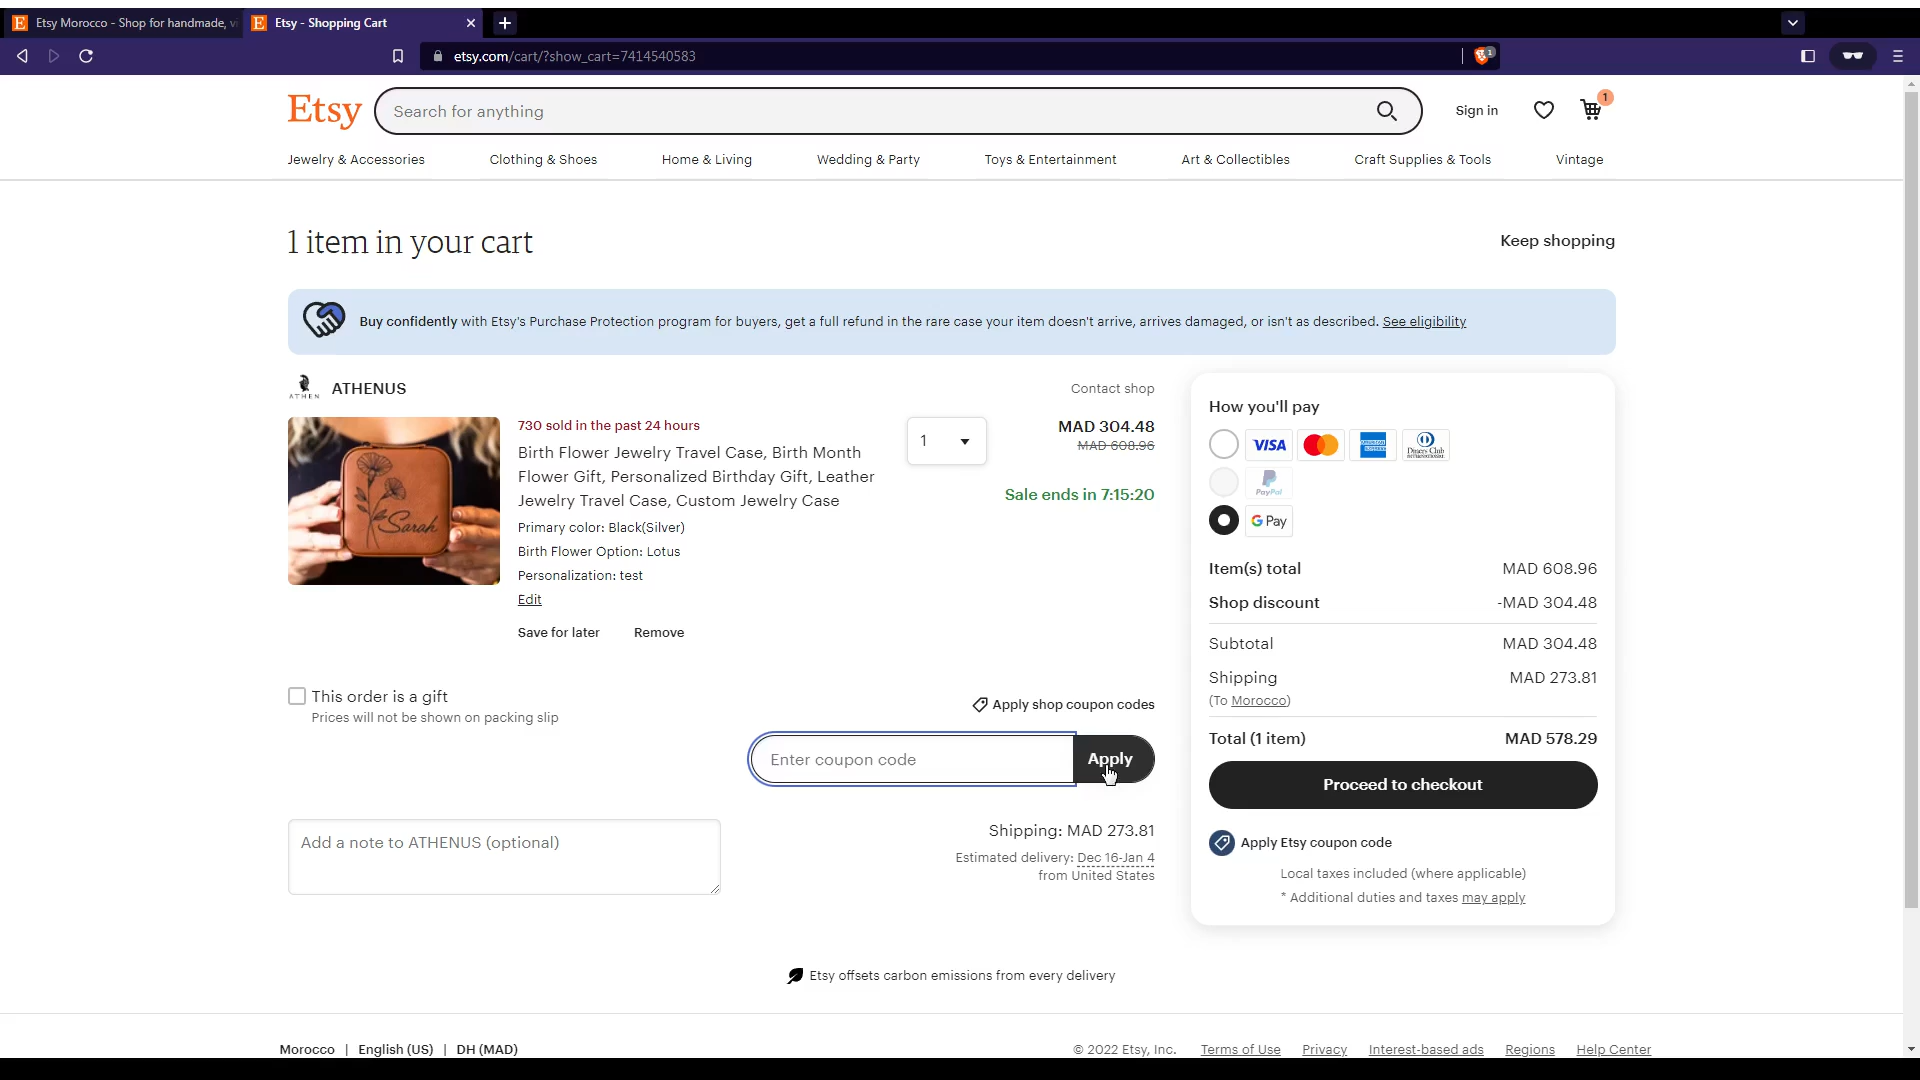 Etsy Morocco - Shop for handmade, v
Etsy - Shopping Cart
etsy.com/cart/?show_cart=7414540583
1
Etsy
Search for anything
Sign in
1
Jewelry & Accessories
Clothing & Shoes
Home & Living
Wedding & Party
Toys & Entertainment
Art & Collectibles
Craft Supplies & Tools
Vintage
1 item in your cart
Keep shopping
Buy confidently with Etsy's Purchase Protection program for buyers, get a full refund in the rare case your item doesn't arrive, arrives damaged, or isn't as described. See eligibility
ATHEN
ATHENUS
Contact shop
Sarah
730 sold in the past 24 hours
Birth Flower Jewelry Travel Case, Birth Month
Flower Gift, Personalized Birthday Gift, Leather
Jewelry Travel Case, Custom Jewelry Case
Primary color: Black(Silver)
Birth Flower Option: Lotus
Personalization: test
Edit
Save for later
Remove
1
MAD 304.48
MAD 608.96
Sale ends in 7:15:20
This order is a gift
Prices will not be shown on packing slip
Apply shop coupon codes
Enter coupon code
Apply
Add a note to ATHENUS (optional)
Shipping: MAD 273.81
Estimated delivery: Dec 16-Jan 4
from United States
How you'll pay
VISA
AMERICAN EXPRESS
Diners Club
INTERNATIONAL
PayPal
G Pay
Item(s) total MAD 608.96
Shop discount -MAD 304.48
Subtotal MAD 304.48
Shipping MAD 273.81
(To Morocco)
Total (1 item) MAD 578.29
Proceed to checkout
Apply Etsy coupon code
Local taxes included (where applicable)
* Additional duties and taxes may apply
Etsy offsets carbon emissions from every delivery
Morocco | English (US) | DH (MAD)
© 2022 Etsy, Inc. Terms of Use Privacy Interest-based ads Regions Help Center